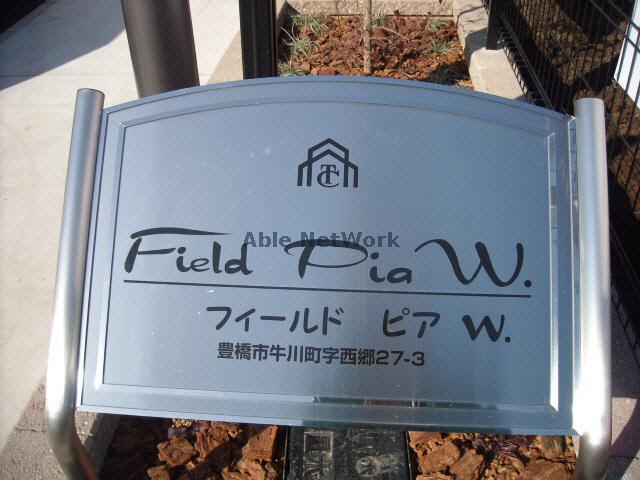 TC
Field Pia W.
Able NetWork
フィールド ピア W.
豊橋市牛川町字西郷27-3